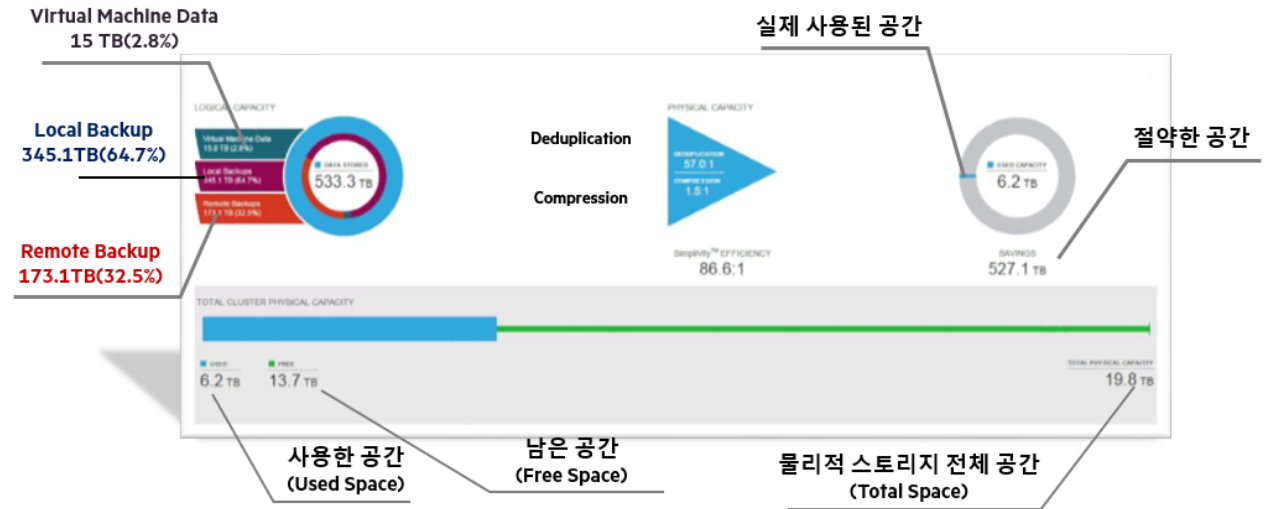 Virtual Machine Data
15 TB(2.8%)
실제 사용된 공간
Local Backup
345.1TB(64.7%)
절약한 공간
Remote Backup
173.1TB(32.5%)
LOGICAL CAPACITY
Virtual Machine Data
15.0 TB (2.8%)
Local Backups
345.1 TB (64.7%)
Remote Backups
173.1 TB (32.5%)
DATA STORED
533.3 TB
Deduplication
Compression
PHYSICAL CAPACITY
DEDUPLICATION
57.0:1
COMPRESSION
1.5:1
SimpliVity™ EFFICIENCY
86.6:1
USED CAPACITY
6.2 TB
SAVINGS
527.1 TB
TOTAL CLUSTER PHYSICAL CAPACITY
USED
6.2 TB
FREE
13.7 TB
TOTAL PHYSICAL CAPACITY
19.8 TB
사용한 공간
(Used Space)
남은 공간
(Free Space)
물리적 스토리지 전체 공간
(Total Space)